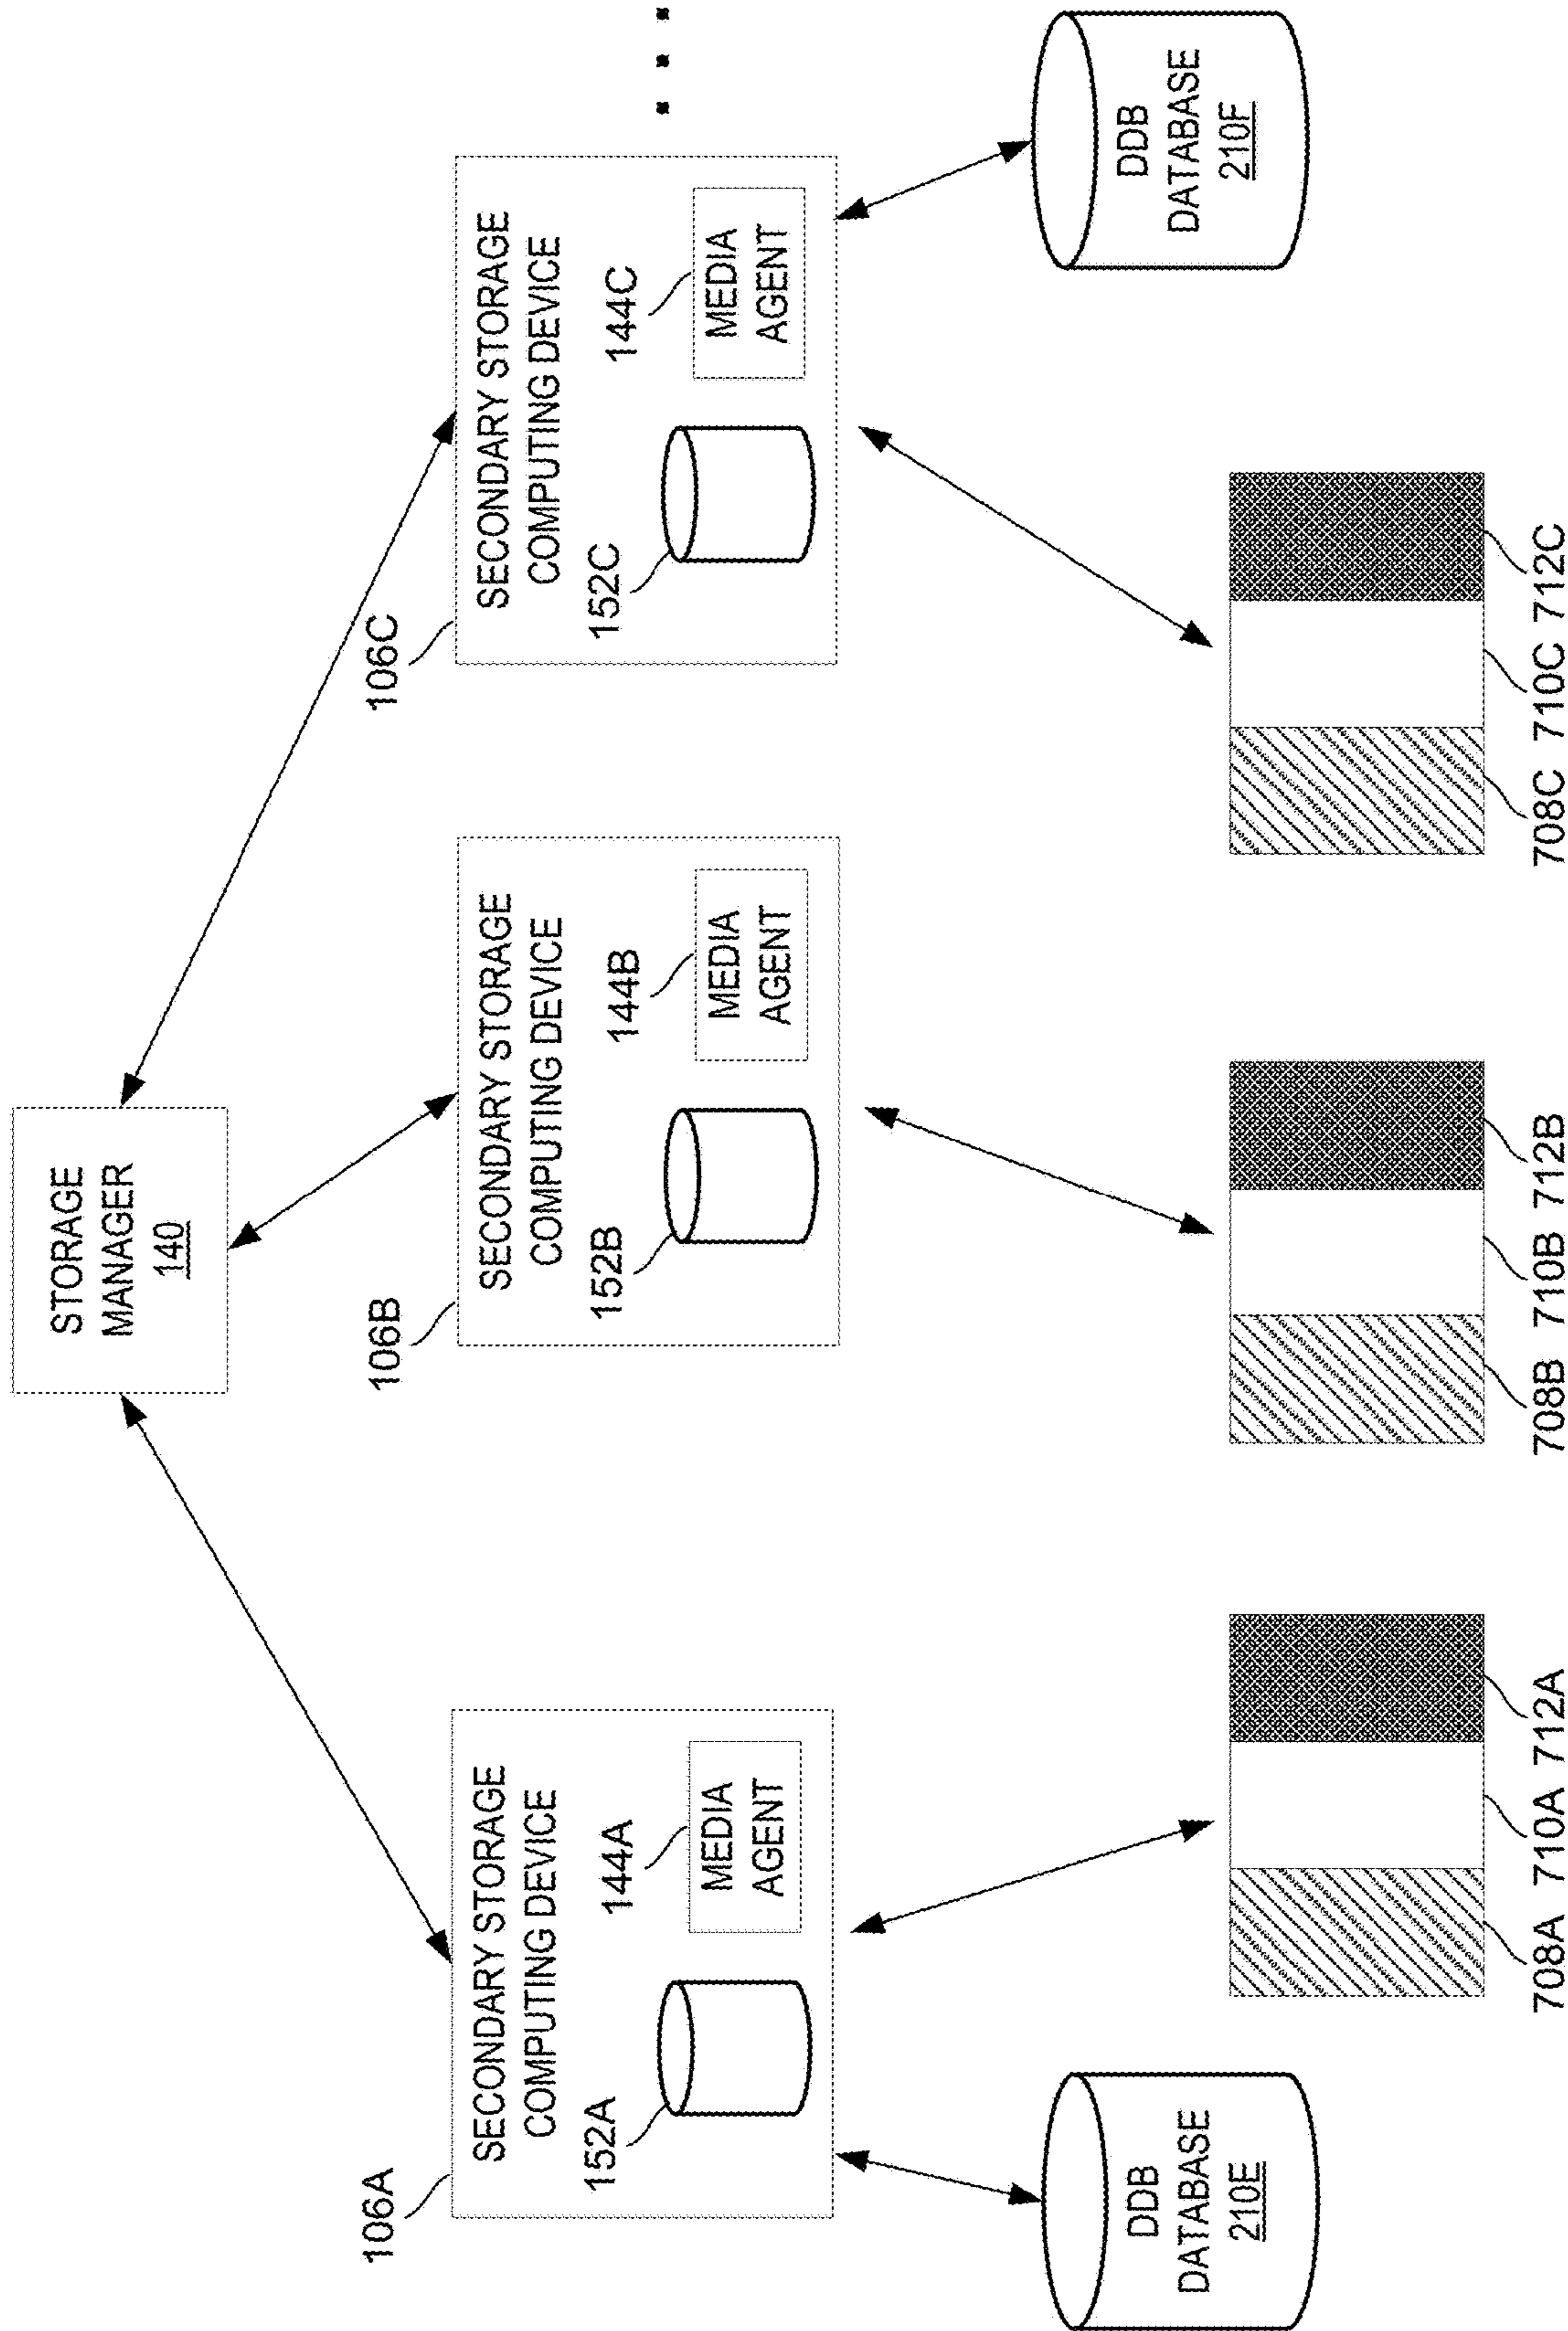 STORAGE
MANAGER
140
106A
SECONDARY STORAGE
COMPUTING DEVICE
152A
144A
MEDIA
AGENT
106B
SECONDARY STORAGE
COMPUTING DEVICE
152B
144B
MEDIA
AGENT
106C
SECONDARY STORAGE
COMPUTING DEVICE
152C
144C
MEDIA
AGENT
DDB
DATABASE
210E
708A 710A 712A
708B 710B 712B
708C 710C 712C
DDB
DATABASE
210F